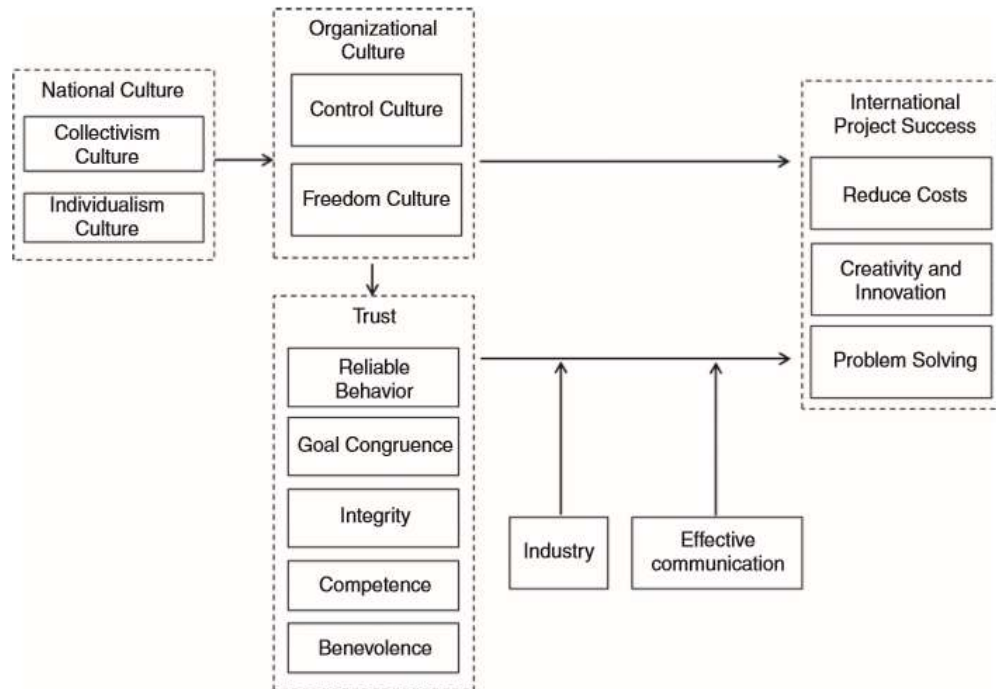 National Culture
Collectivism
Culture
Individualism
Culture
Organizational
Culture
Control Culture
Freedom Culture
Trust
Reliable
Behavior
Goal Congruence
Integrity
Competence
Benevolence
Industry
Effective
communication
International
Project Success
Reduce Costs
Creativity and
Innovation
Problem Solving